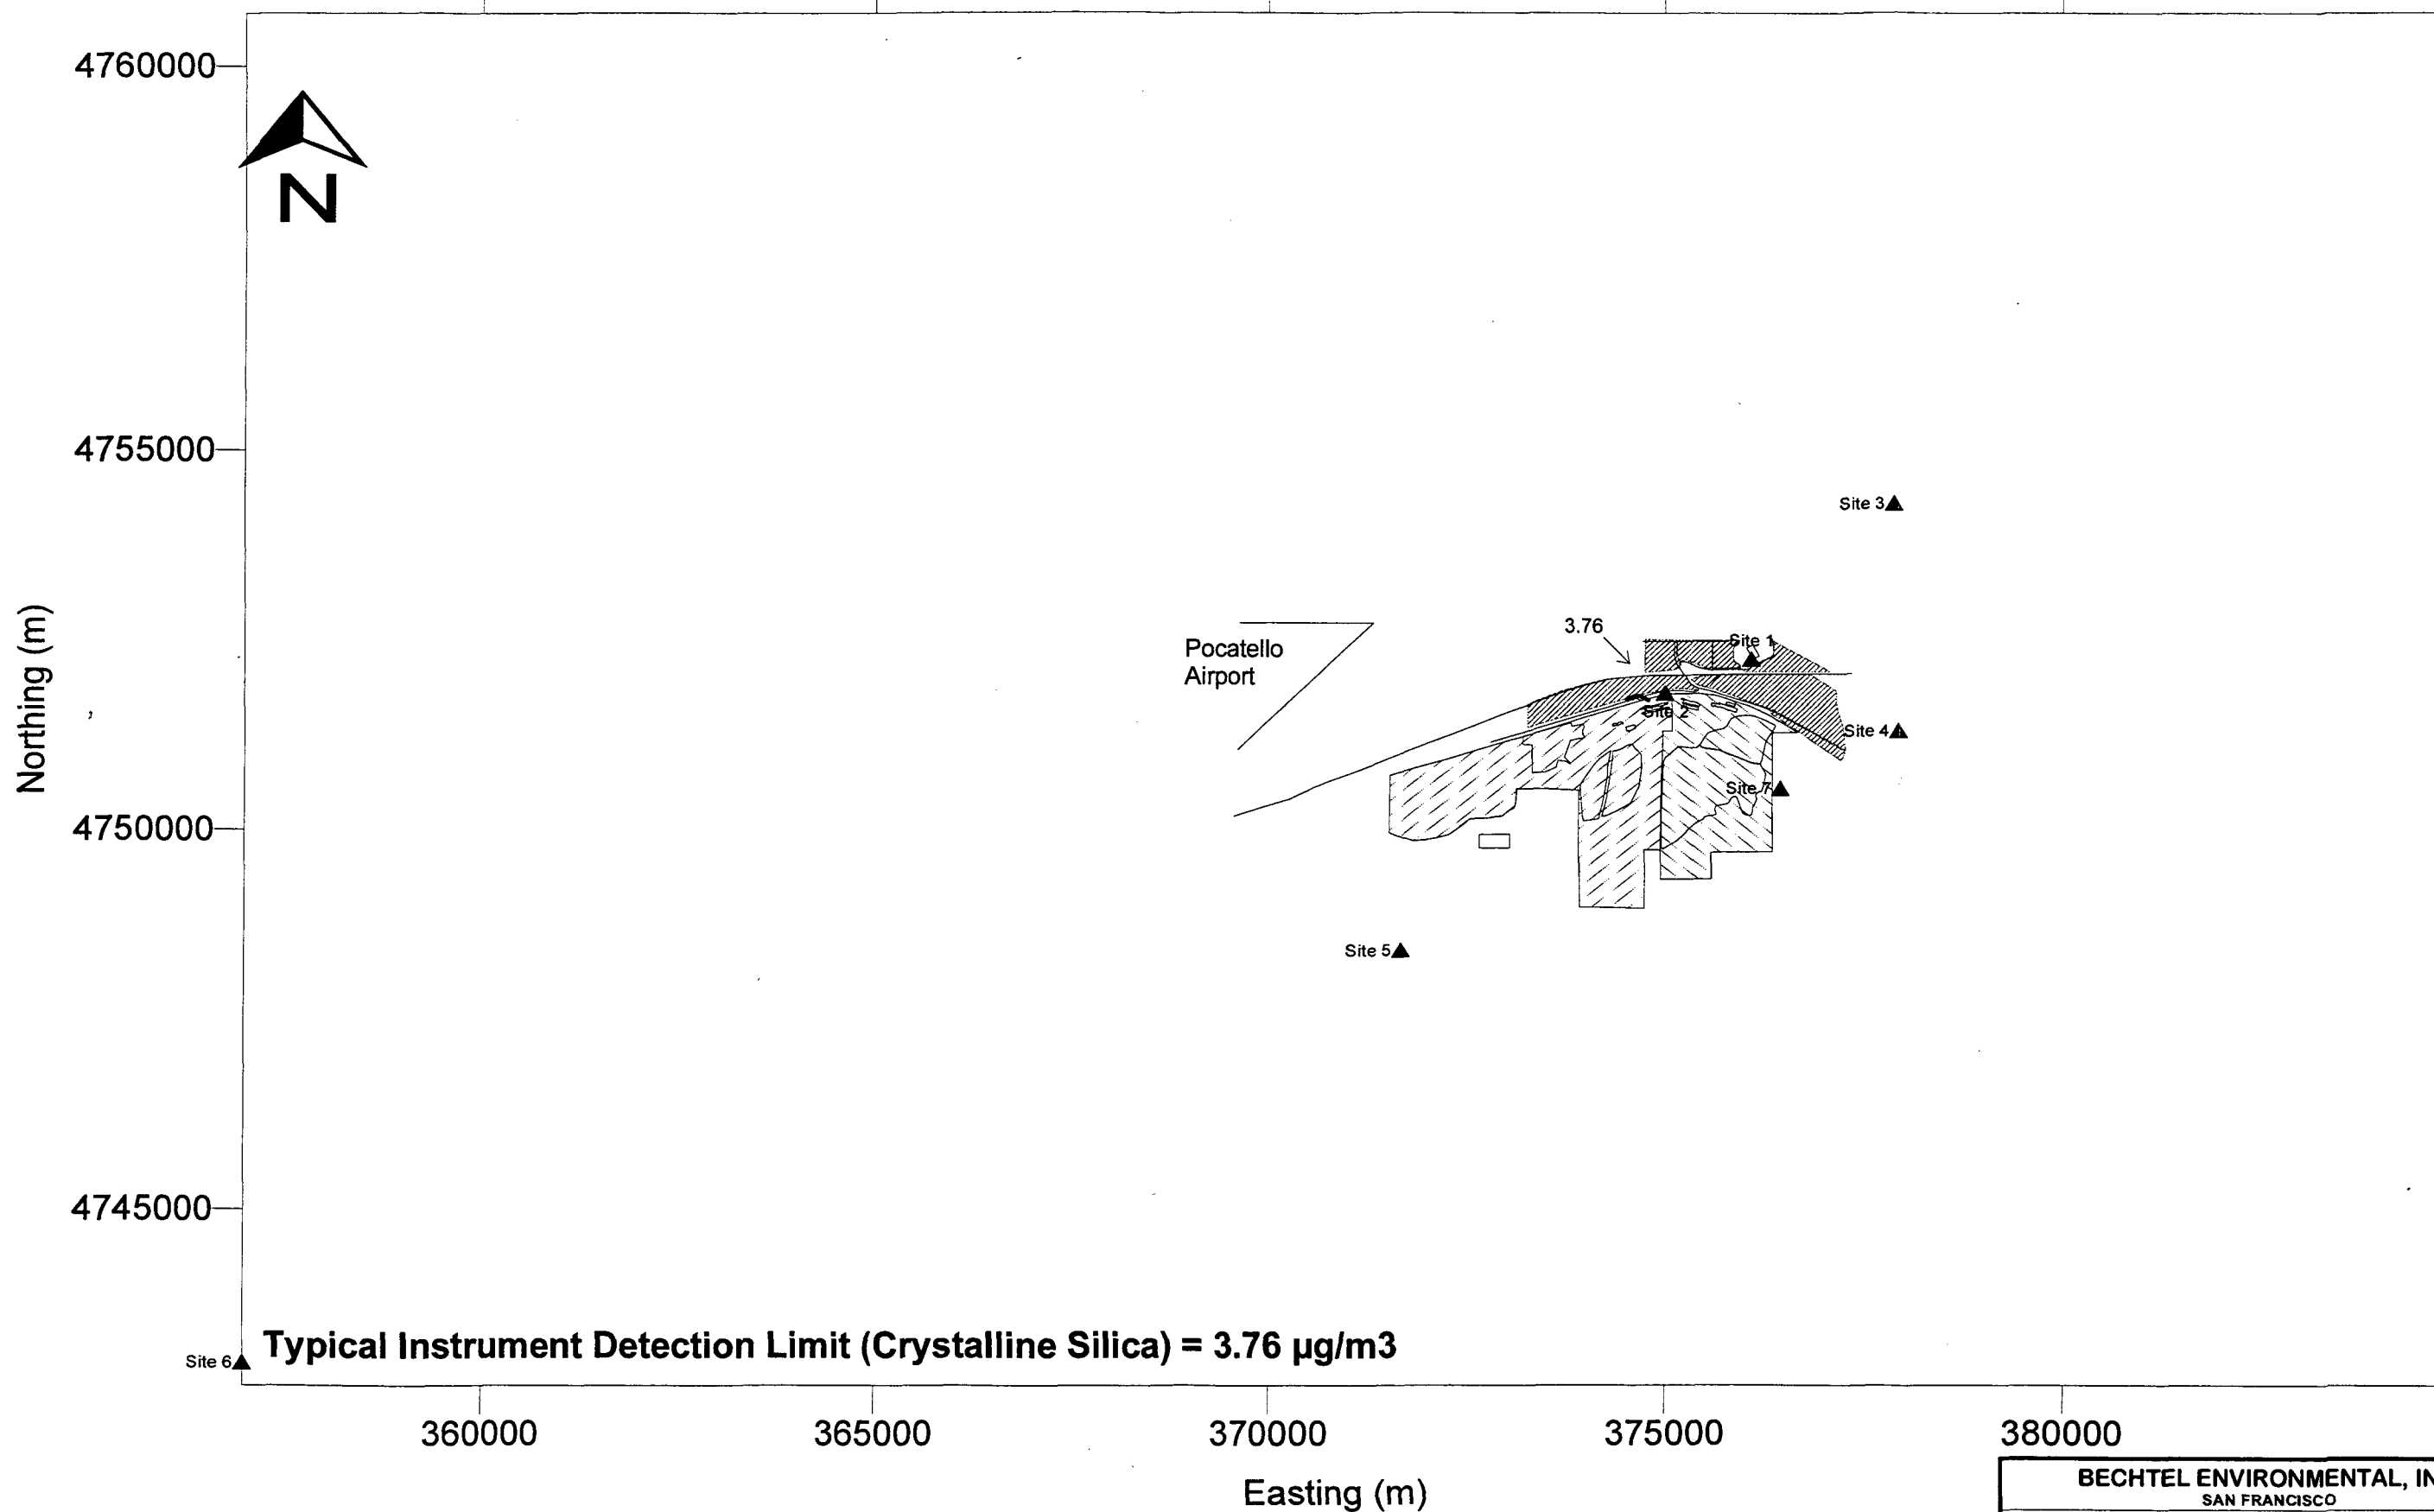 4760000
N
4755000
Site 3
Northing (m)
3.76
Site 1
Pocatello
Airport
Site 2
Site 4
Site 7
4750000
Site 5
4745000
Typical Instrument Detection Limit (Crystalline Silica) = 3.76 µg/m3
Site 6
360000
365000
370000
375000
380000
Easting (m)
BECHTEL ENVIRONMENTAL, IN
SAN FRANCISCO